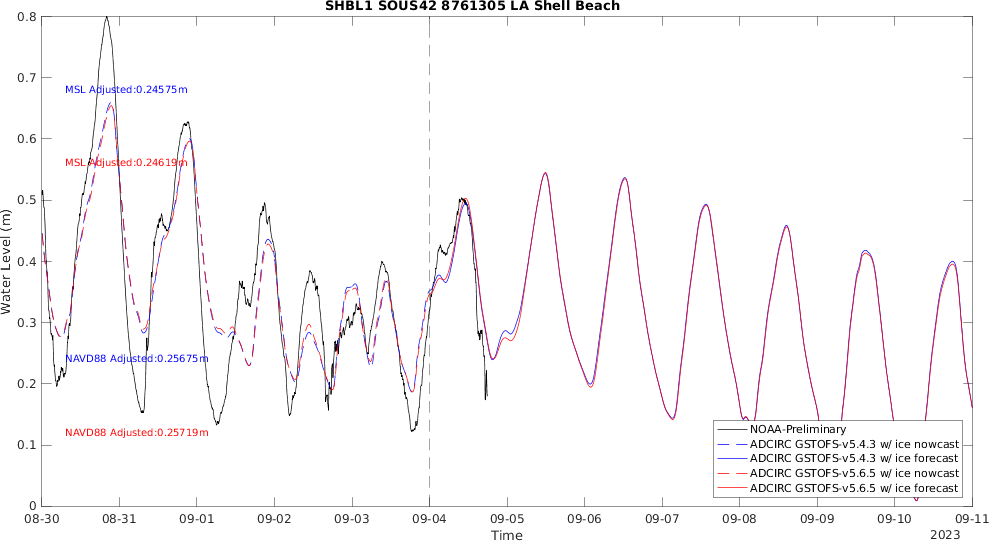 SHBL1 SOUS42 8761305 LA Shell Beach
Water Level (m)
0.8
0.7
0.6
0.5
0.4
0.3
0.2
0.1
0
MSL Adjusted:0.24575m
MSL Adjusted:0.24619m
NAVD88 Adjusted:0.25675m
NAVD88 Adjusted:0.25719m
NOAA-Preliminary
ADCIRC GSTOFS-v5.4.3 w/ ice nowcast
ADCIRC GSTOFS-v5.4.3 w/ ice forecast
ADCIRC GSTOFS-v5.6.5 w/ ice nowcast
ADCIRC GSTOFS-v5.6.5 w/ ice forecast
08-30 08-31 09-01 09-02 09-03 09-04 09-05 09-06 09-07 09-08 09-09 09-10 09-11
Time
2023